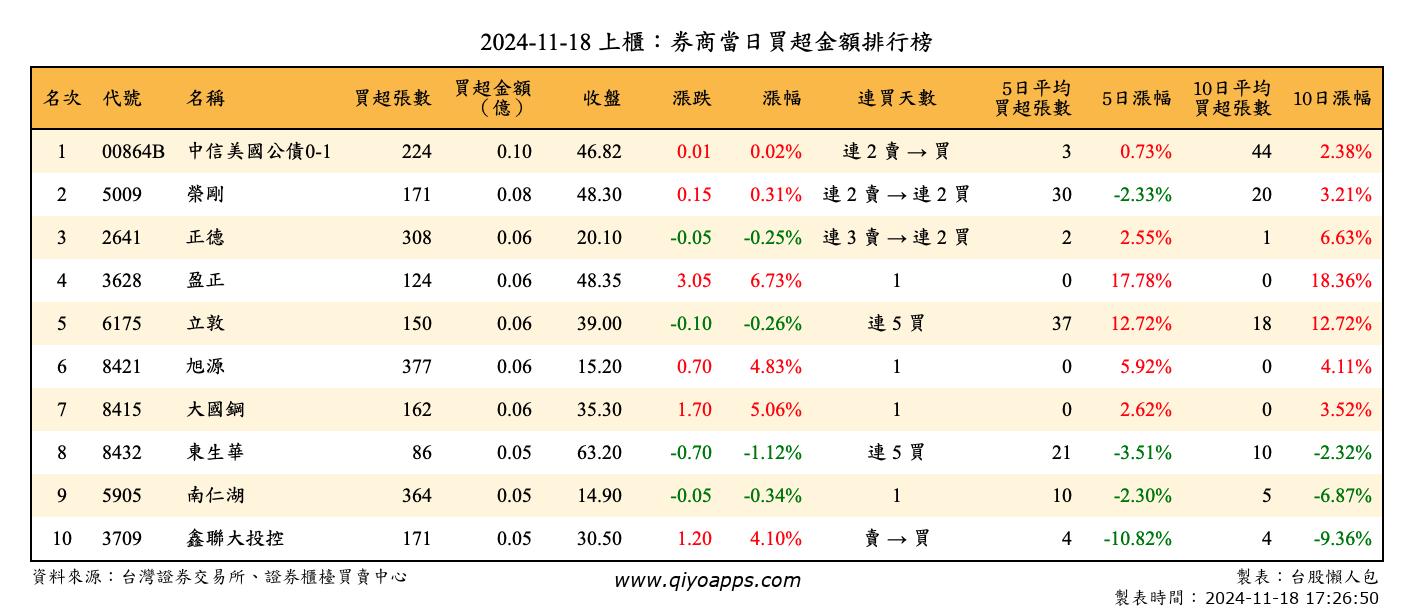 2024-11-18 上櫃：券商當日買超金額排行榜
名次 代號 名稱 買超張數 買超金額（億） 收盤 漲跌 漲幅 連買天數 5日平均買超張數 5日漲幅 10日平均買超張數 10日漲幅
1 00864B 中信美國公債0-1 224 0.10 46.82 0.01 0.02% 連 2 賣 → 買 3 0.73% 44 2.38%
2 5009 榮剛 171 0.08 48.30 0.15 0.31% 連 2 賣 → 連 2 買 30 -2.33% 20 3.21%
3 2641 正德 308 0.06 20.10 -0.05 -0.25% 連 3 賣 → 連 2 買 2 2.55% 1 6.63%
4 3628 盈正 124 0.06 48.35 3.05 6.73% 1 0 17.78% 0 18.36%
5 6175 立敦 150 0.06 39.00 -0.10 -0.26% 連 5 買 37 12.72% 18 12.72%
6 8421 旭源 377 0.06 15.20 0.70 4.83% 1 0 5.92% 0 4.11%
7 8415 大國鋼 162 0.06 35.30 1.70 5.06% 1 0 2.62% 0 3.52%
8 8432 東生華 86 0.05 63.20 -0.70 -1.12% 連 5 買 21 -3.51% 10 -2.32%
9 5905 南仁湖 364 0.05 14.90 -0.05 -0.34% 1 10 -2.30% 5 -6.87%
10 3709 鑫聯大投控 171 0.05 30.50 1.20 4.10% 賣 → 買 4 -10.82% 4 -9.36%
資料來源：台灣證券交易所、證券櫃檯買賣中心 www.qiyoapps.com 製表：台股懶人包
製表時間：2024-11-18 17:26:50